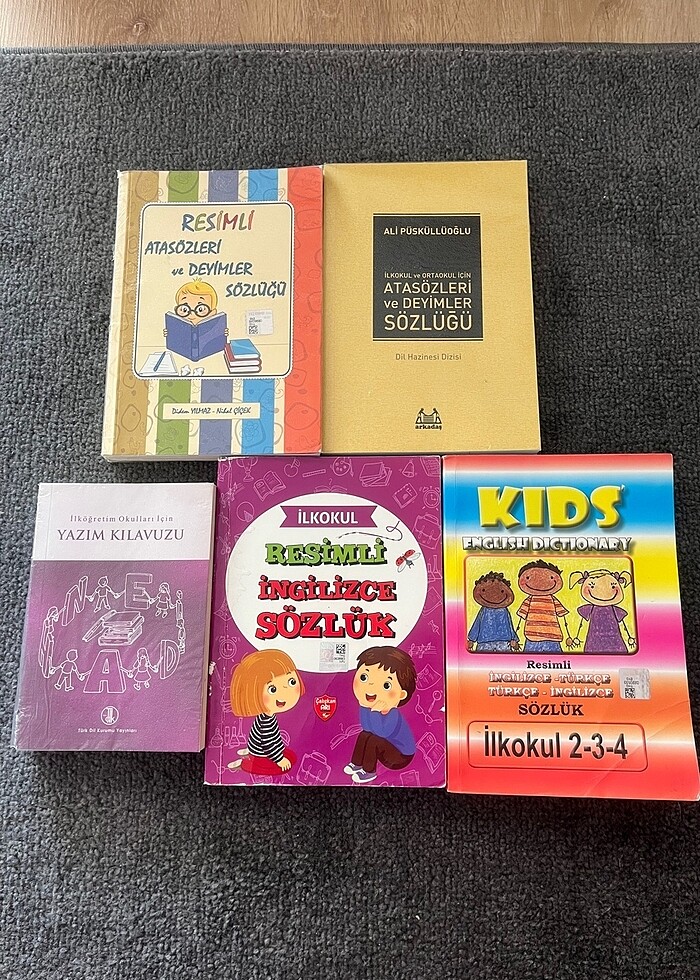 RESİMLİ
ATASÖZLERİ
ve DEYİMLER
SÖZLÜĞÜ
Didem YILMAZ - Nihal ÇİÇEK
ALİ PÜSKÜLLÜOĞLU
İLKOKUL ve ORTAOKUL İÇİN
ATASÖZLERİ
ve DEYİMLER
SÖZLÜĞÜ
Dil Hazinesi Dizisi
arkadaş
İlköğretim Okulları İçin
YAZIM KILAVUZU
Türk Dil Kurumu Yayınları
İLKOKUL
RESİMLİ
İNGİLİZCE
SÖZLÜK
Çalışkan
ARI
KIDS'
ENGLISH DICTIONARY
Resimli
İNGİLİZCE - TÜRKÇE
TÜRKÇE - İNGİLİZCE
SÖZLÜK
İlkokul 2-3-4